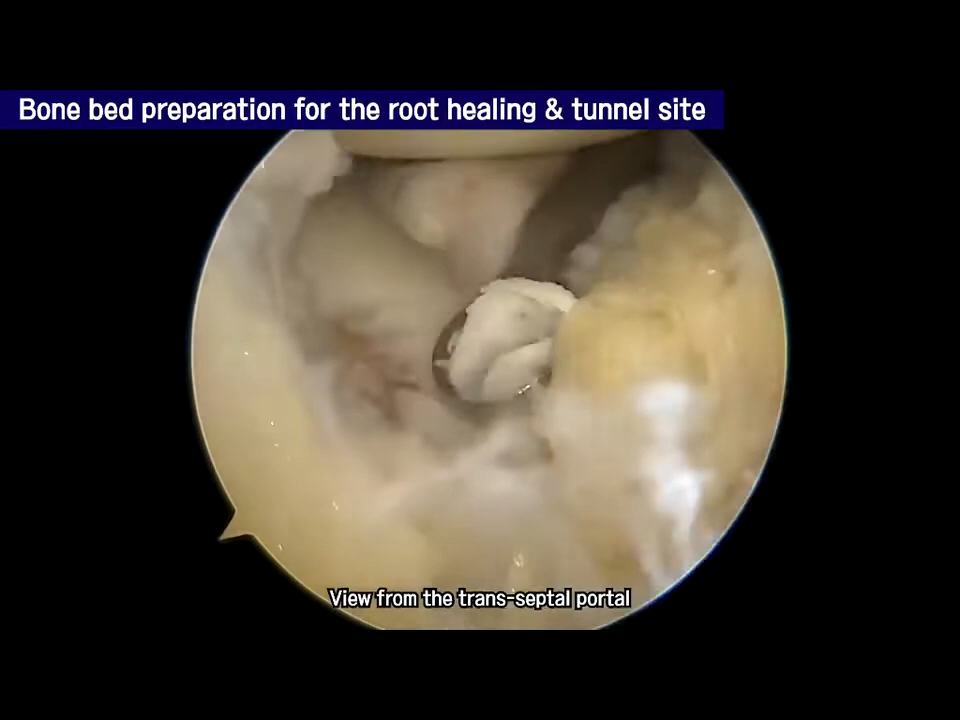 Bone bed preparation for the root healing & tunnel site
View from the trans-septal portal